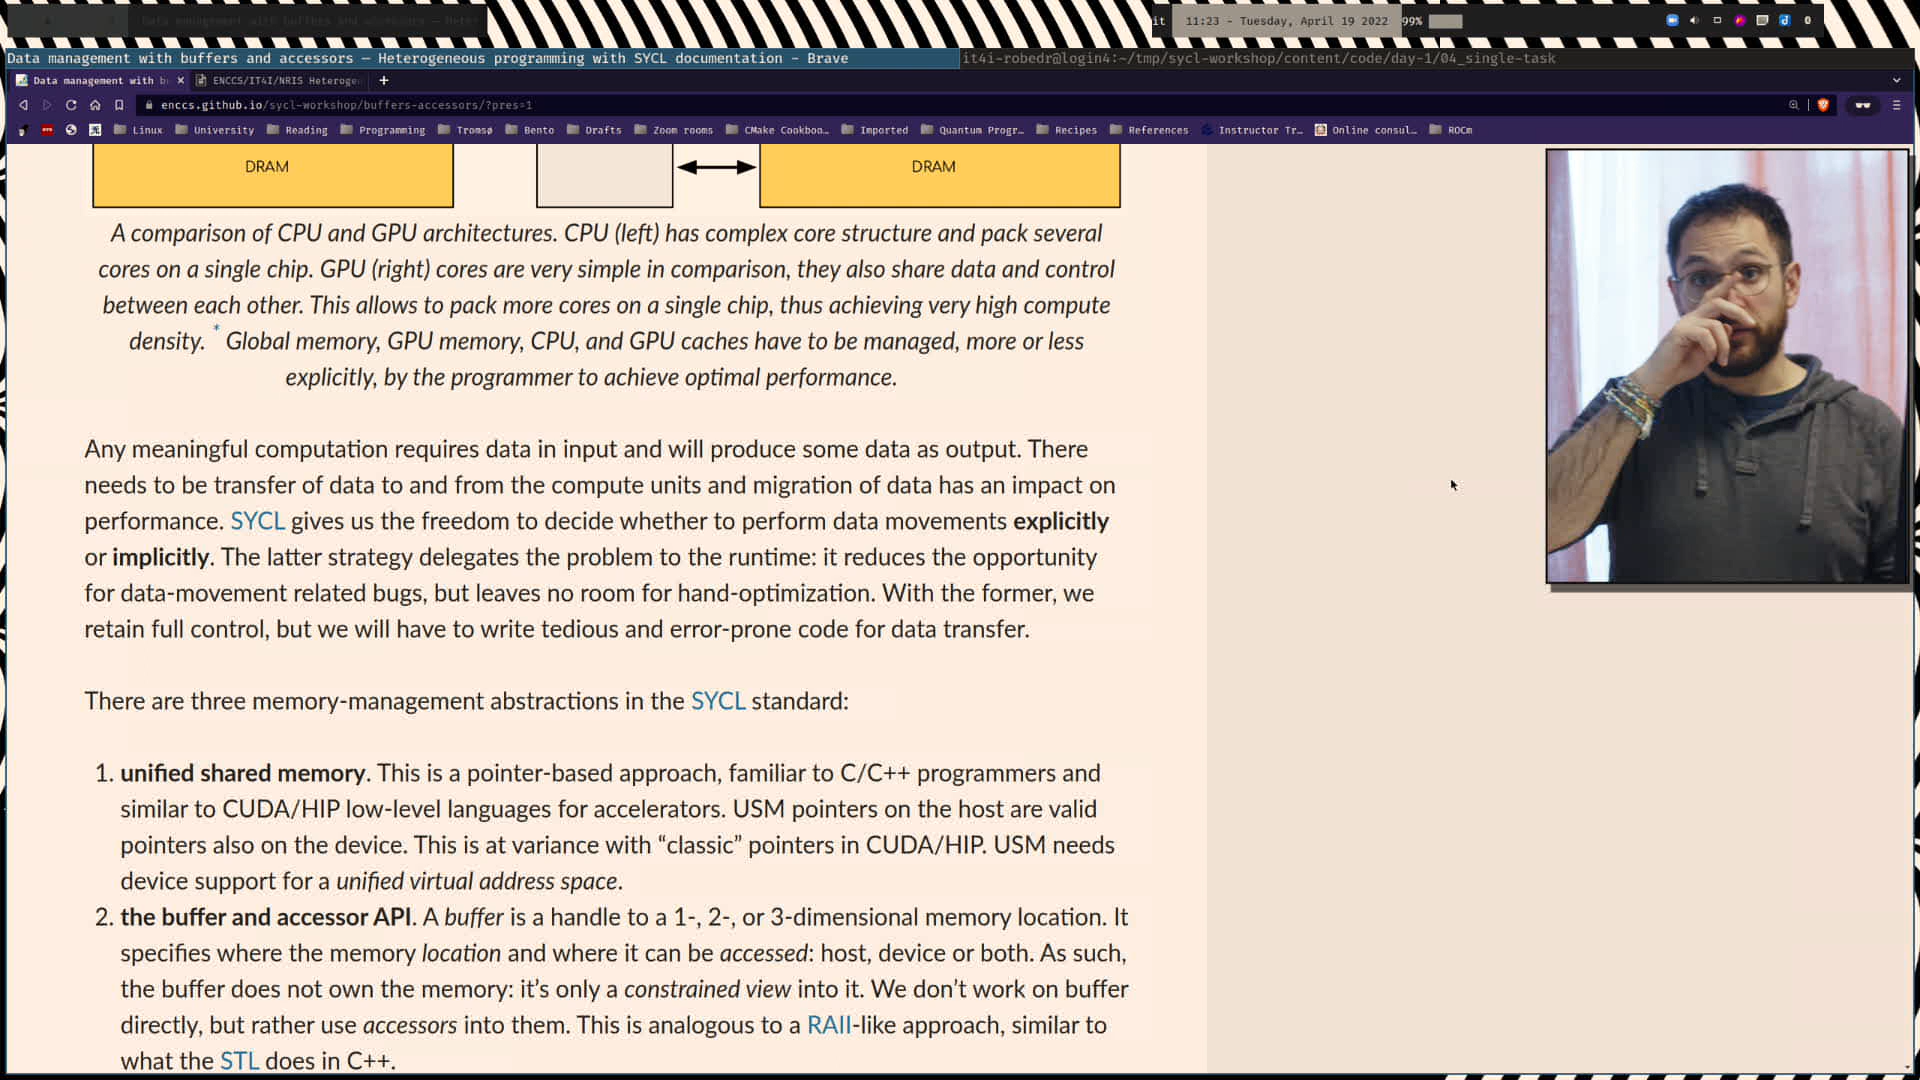 Data management with buffers and accessors — Heter
it
11:23 - Tuesday, April 19 2022
99%
0
Data management with buffers and accessors — Heterogeneous programming with SYCL documentation - Brave
it4i-robedr@login4:~/tmp/sycl-workshop/content/code/day-1/04_single-task
Data management with b
ENCCS/IT4I/NRIS Heteroge
enccs.github.io/sycl-workshop/buffers-accessors/?pres=1
Linux
University
Reading
Programming
Tromsø
Bento
Drafts
Zoom rooms
CMake Cookboo…
Imported
Quantum Progr…
Recipes
References
Instructor Tr…
Online consul…
ROCm
DRAM
DRAM
A comparison of CPU and GPU architectures. CPU (left) has complex core structure and pack several
cores on a single chip. GPU (right) cores are very simple in comparison, they also share data and control
between each other. This allows to pack more cores on a single chip, thus achieving very high compute
density. * Global memory, GPU memory, CPU, and GPU caches have to be managed, more or less
explicitly, by the programmer to achieve optimal performance.
Any meaningful computation requires data in input and will produce some data as output. There
needs to be transfer of data to and from the compute units and migration of data has an impact on
performance. SYCL gives us the freedom to decide whether to perform data movements explicitly
or implicitly. The latter strategy delegates the problem to the runtime: it reduces the opportunity
for data-movement related bugs, but leaves no room for hand-optimization. With the former, we
retain full control, but we will have to write tedious and error-prone code for data transfer.
There are three memory-management abstractions in the SYCL standard:
1. unified shared memory. This is a pointer-based approach, familiar to C/C++ programmers and
similar to CUDA/HIP low-level languages for accelerators. USM pointers on the host are valid
pointers also on the device. This is at variance with “classic” pointers in CUDA/HIP. USM needs
device support for a unified virtual address space.
2. the buffer and accessor API. A buffer is a handle to a 1-, 2-, or 3-dimensional memory location. It
specifies where the memory location and where it can be accessed: host, device or both. As such,
the buffer does not own the memory: it’s only a constrained view into it. We don’t work on buffer
directly, but rather use accessors into them. This is analogous to a RAII-like approach, similar to
what the STL does in C++.